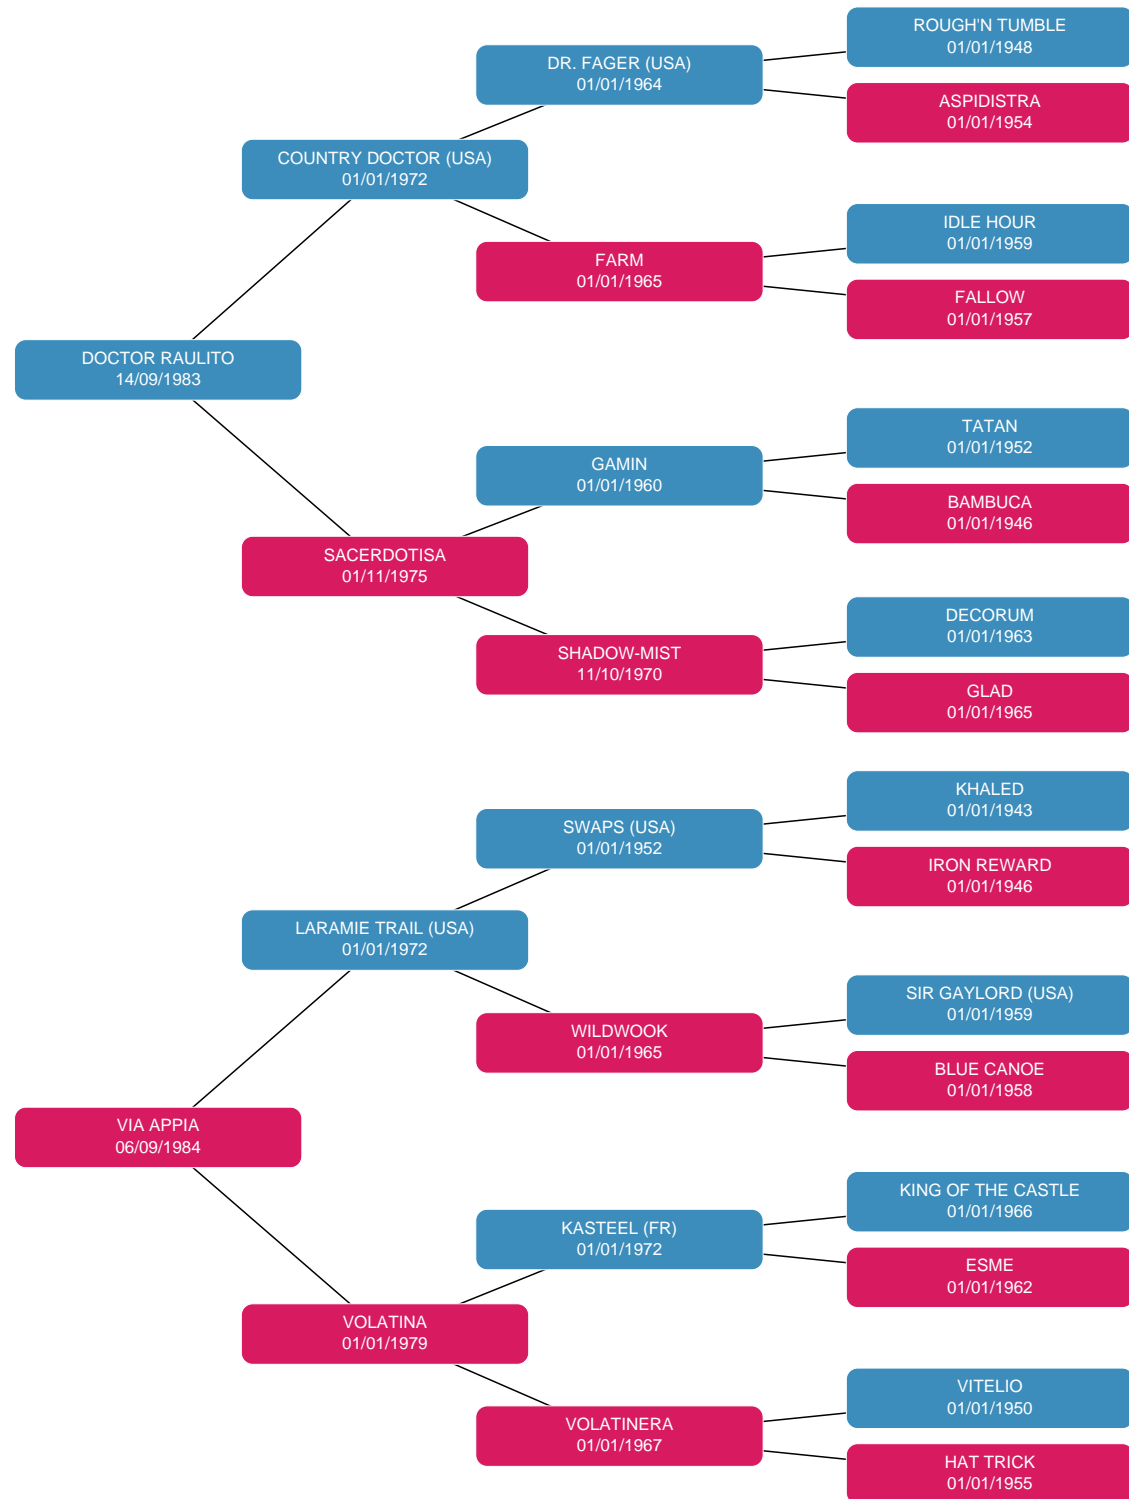 ROUGH'N TUMBLE
01/01/1948
DR. FAGER (USA)
01/01/1964
ASPIDISTRA
01/01/1954
COUNTRY DOCTOR (USA)
01/01/1972
IDLE HOUR
01/01/1959
FARM
01/01/1965
FALLOW
01/01/1957
DOCTOR RAULITO
14/09/1983
TATAN
01/01/1952
GAMIN
01/01/1960
BAMBUCA
01/01/1946
SACERDOTISA
01/11/1975
DECORUM
01/01/1963
SHADOW-MIST
11/10/1970
GLAD
01/01/1965
KHALED
01/01/1943
SWAPS (USA)
01/01/1952
IRON REWARD
01/01/1946
LARAMIE TRAIL (USA)
01/01/1972
SIR GAYLORD (USA)
01/01/1959
WILDWOOK
01/01/1965
BLUE CANOE
01/01/1958
VIA APPIA
06/09/1984
KING OF THE CASTLE
01/01/1966
KASTEEL (FR)
01/01/1972
ESME
01/01/1962
VOLATINA
01/01/1979
VITELIO
01/01/1950
VOLATINERA
01/01/1967
HAT TRICK
01/01/1955